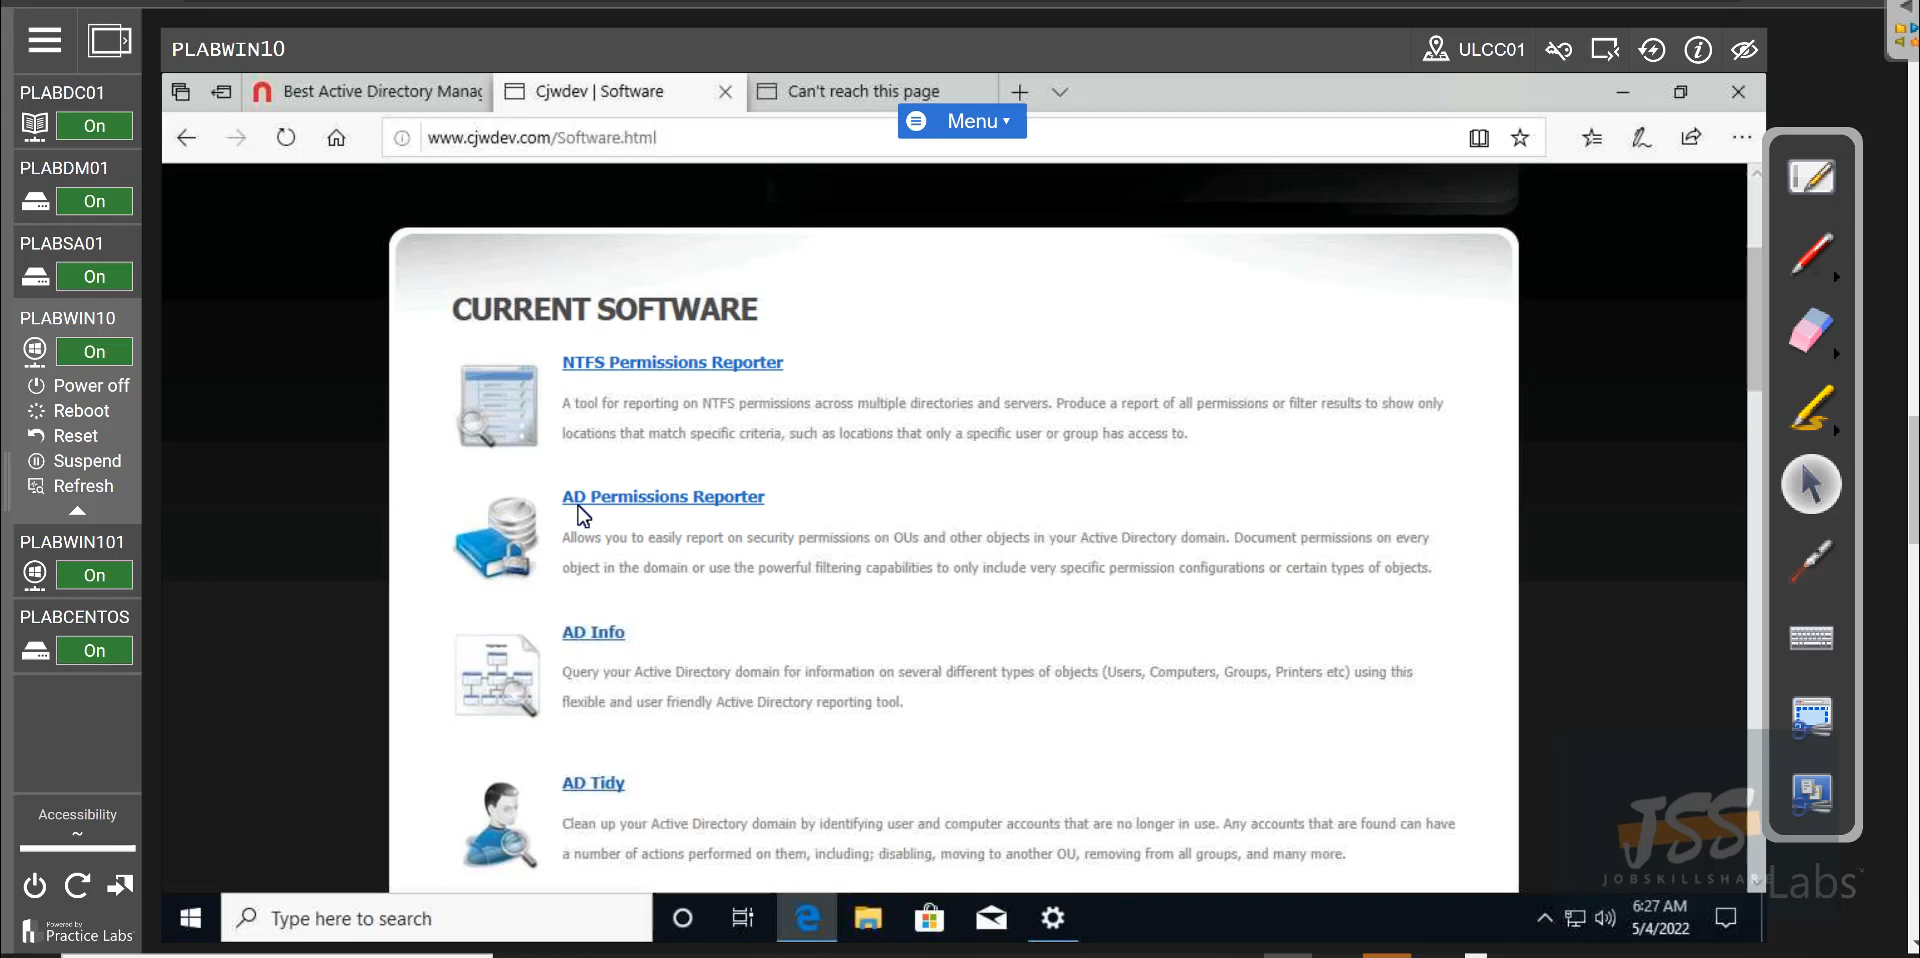 PLABWIN10
ULCC01
PLABDC01
On
PLABDM01
On
PLABSA01
On
PLABWIN10
On
Power off
Reboot
Reset
Suspend
Refresh
PLABWIN101
On
PLABCENTOS
On
Accessibility
~
Powered by
Practice Labs
Best Active Directory Manag
Cjwdev | Software
Can't reach this page
Menu
www.cjwdev.com/Software.html
CURRENT SOFTWARE
NTFS Permissions Reporter
A tool for reporting on NTFS permissions across multiple directories and servers. Produce a report of all permissions or filter results to show only
locations that match specific criteria, such as locations that only a specific user or group has access to.
AD Permissions Reporter
Allows you to easily report on security permissions on OUs and other objects in your Active Directory domain. Document permissions on every
object in the domain or use the powerful filtering capabilities to only include very specific permission configurations or certain types of objects.
AD Info
Query your Active Directory domain for information on several different types of objects (Users, Computers, Groups, Printers etc) using this
flexible and user friendly Active Directory reporting tool.
AD Tidy
Clean up your Active Directory domain by identifying user and computer accounts that are no longer in use. Any accounts that are found can have
a number of actions performed on them, including; disabling, moving to another OU, removing from all groups, and many more.
JSS
JOBSKILLSHARE
Labs
Type here to search
6:27 AM
5/4/2022